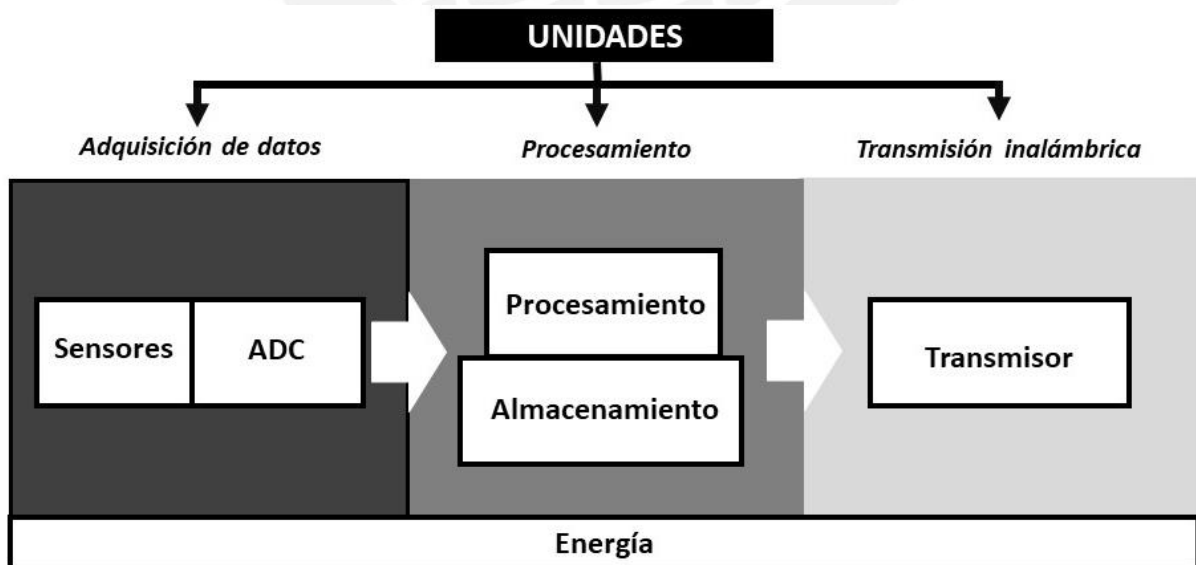 UNIDADES
Adquisición de datos
Procesamiento
Transmisión inalámbrica
Sensores
ADC
Procesamiento
Almacenamiento
Transmisor
Energía